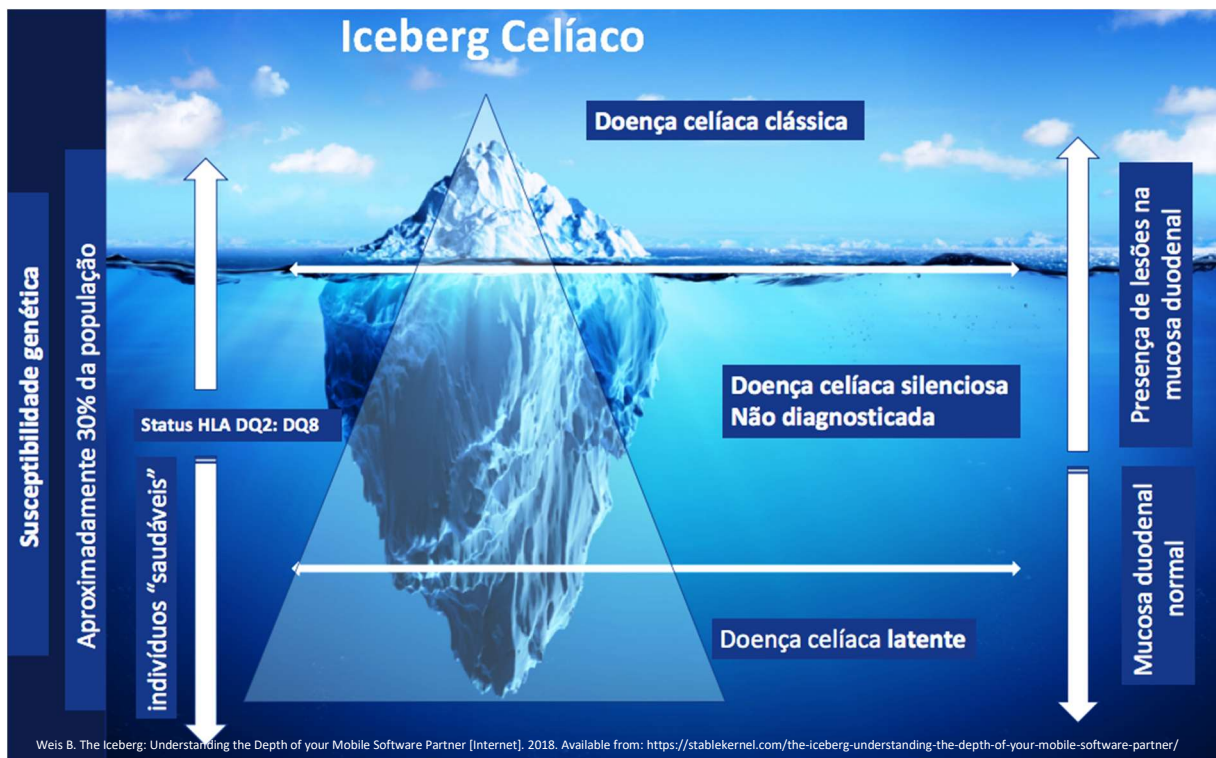 Iceberg Celíaco
Doença celíaca clássica
Susceptibilidade genética
Aproximadamente 30% da população
Status HLA DQ2: DQ8
indivíduos “saudáveis”
Doença celíaca silenciosa
Não diagnosticada
Doença celíaca latente
Presença de lesões na
mucosa duodenal
Mucosa duodenal
normal
Weis B. The Iceberg: Understanding the Depth of your Mobile Software Partner [Internet]. 2018. Available from: https://stablekernel.com/the-iceberg-understanding-the-depth-of-your-mobile-software-partner/